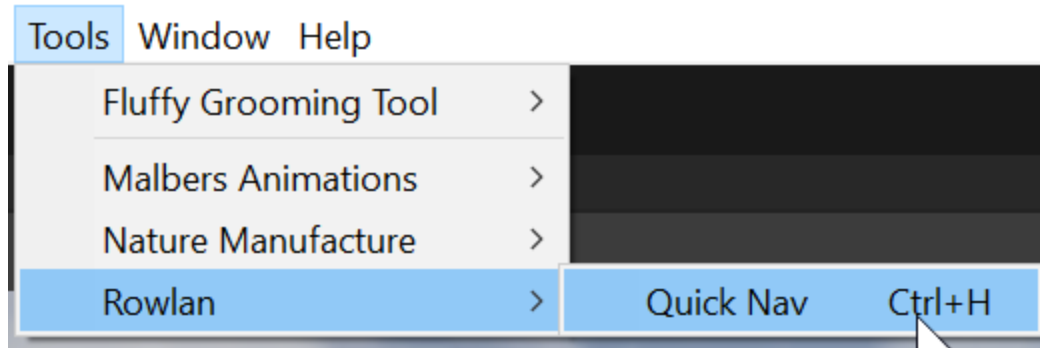 Tools Window Help
Fluffy Grooming Tool
Malbers Animations
Nature Manufacture
Rowlan Quick Nav Ctrl+H